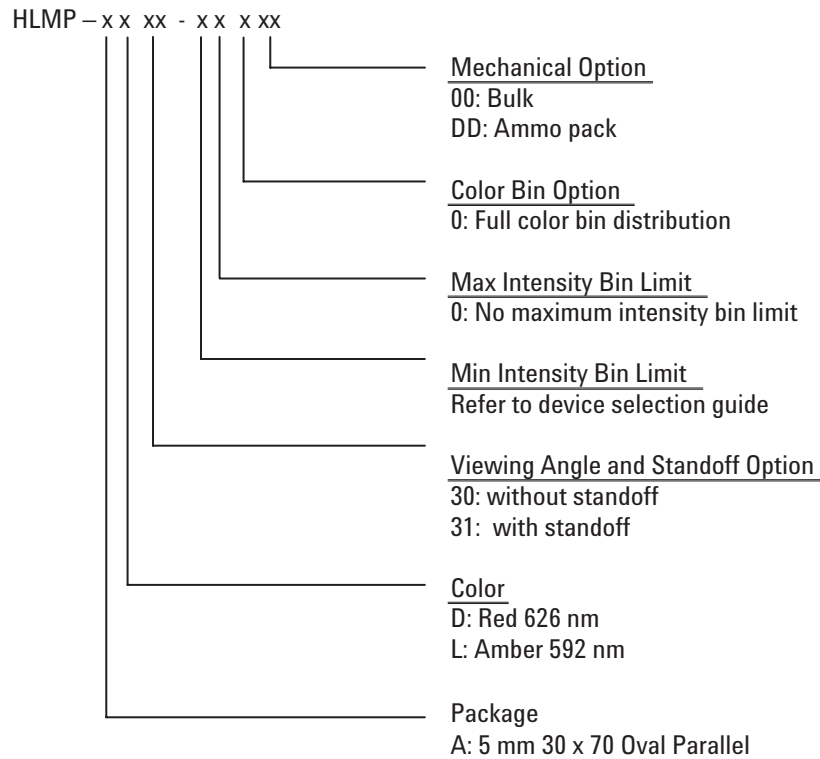 HLMP – x x xx - x x x xx
Mechanical Option
00: Bulk
DD: Ammo pack
Color Bin Option
0: Full color bin distribution
Max Intensity Bin Limit
0: No maximum intensity bin limit
Min Intensity Bin Limit
Refer to device selection guide
Viewing Angle and Standoff Option
30: without standoff
31: with standoff
Color
D: Red 626 nm
L: Amber 592 nm
Package
A: 5 mm 30 x 70 Oval Parallel